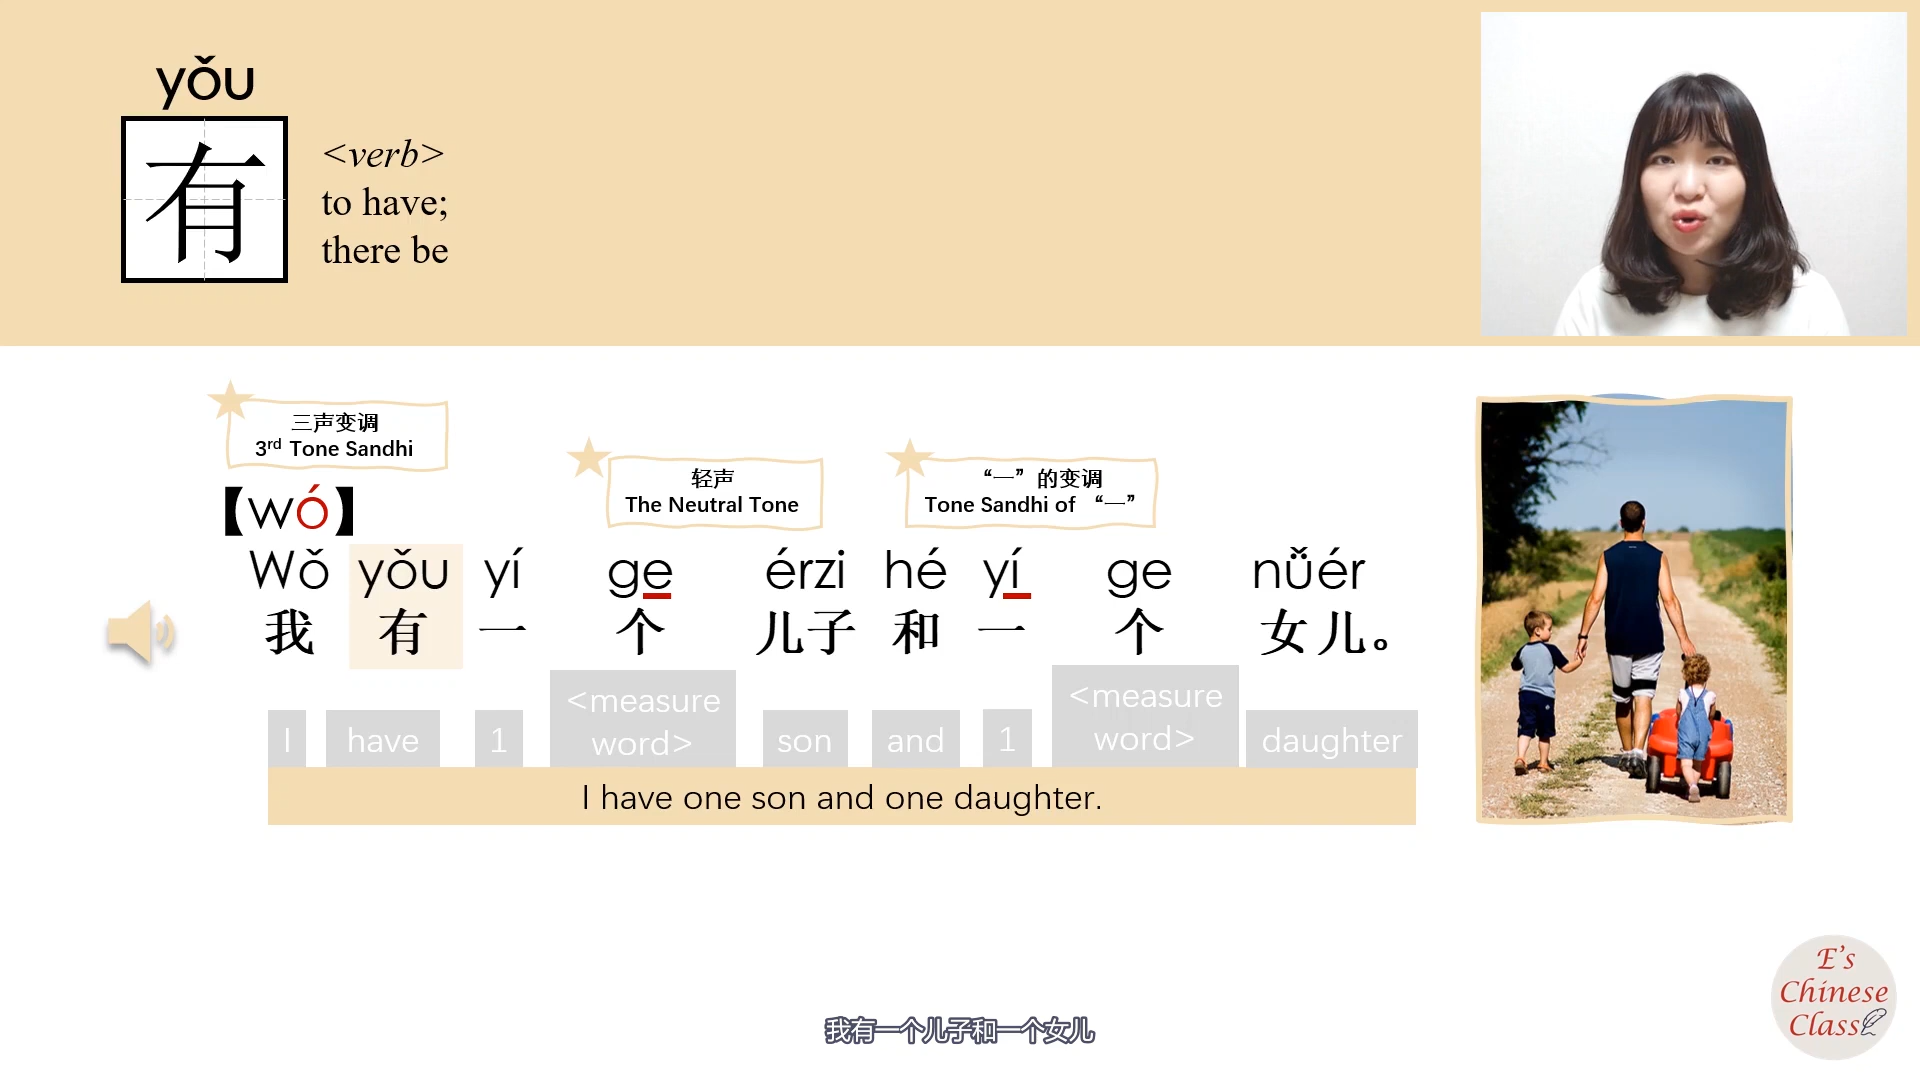 yǒu
有
<verb>
to have;
there be
三声变调
3rd Tone Sandhi
轻声
The Neutral Tone
“一”的变调
Tone Sandhi of “一”
【wó】
Wǒ yǒu yí ge érzi hé yí ge nǚér
我 有 一 个 儿子 和 一 个 女儿。
I have 1 <measure word> son and 1 <measure word> daughter
I have one son and one daughter.
E's
Chinese
Class
我有一个儿子和一个女儿